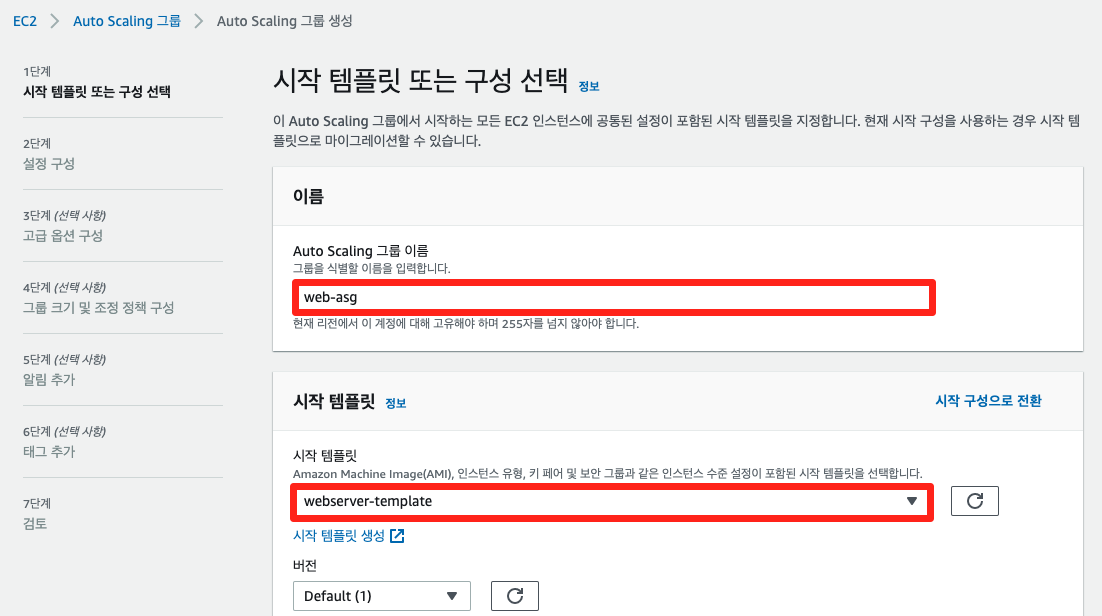 EC2 > Auto Scaling 그룹 > Auto Scaling 그룹 생성
1단계
시작 템플릿 또는 구성 선택
2단계
설정 구성
3단계 (선택 사항)
고급 옵션 구성
4단계 (선택 사항)
그룹 크기 및 조정 정책 구성
5단계 (선택 사항)
알림 추가
6단계 (선택 사항)
태그 추가
7단계
검토
시작 템플릿 또는 구성 선택 정보
이 Auto Scaling 그룹에서 시작하는 모든 EC2 인스턴스에 공통된 설정이 포함된 시작 템플릿을 지정합니다. 현재 시작 구성을 사용하는 경우 시작 템
플릿으로 마이그레이션할 수 있습니다.
이름
Auto Scaling 그룹 이름
그룹을 식별할 이름을 입력합니다.
web-asg
현재 리전에서 이 계정에 대해 고유해야 하며 255자를 넘지 않아야 합니다.
시작 템플릿 정보
시작 구성으로 전환
시작 템플릿
Amazon Machine Image(AMI), 인스턴스 유형, 키 페어 및 보안 그룹과 같은 인스턴스 수준 설정이 포함된 시작 템플릿을 선택합니다.
webserver-template
시작 템플릿 생성
버전
Default (1)